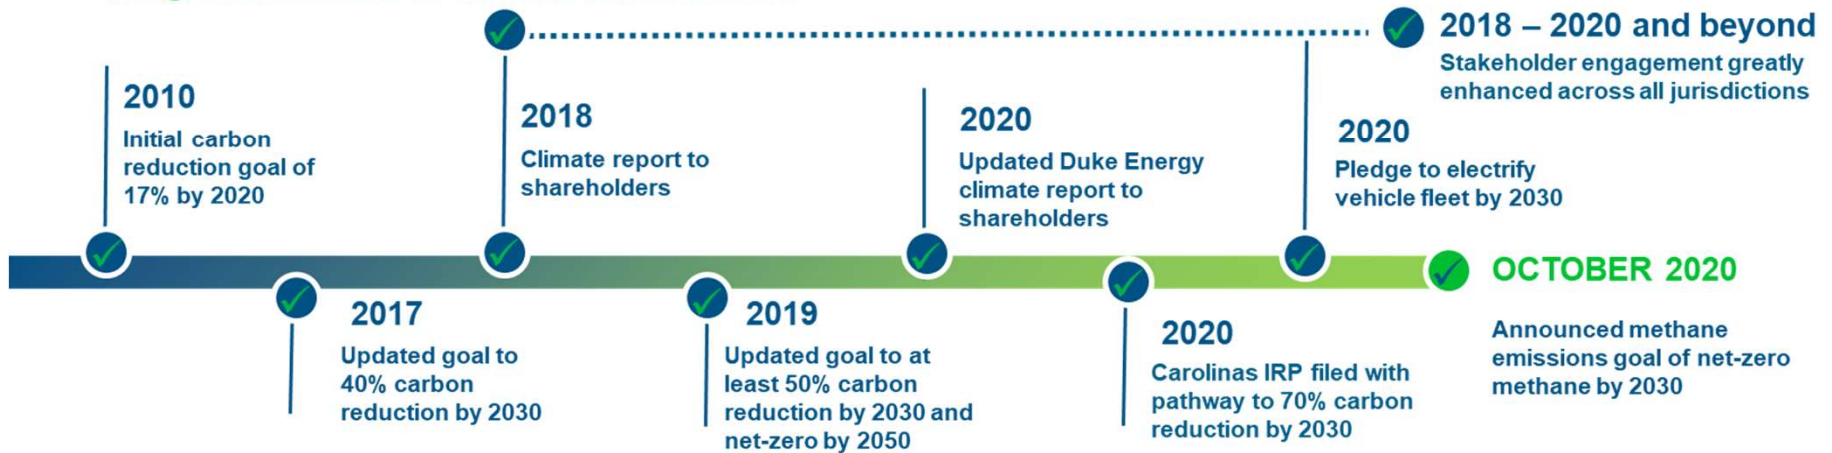 2010
Initial carbon
reduction goal of
17% by 2020
2017
Updated goal to
40% carbon
reduction by 2030
2018
Climate report to
shareholders
2019
Updated goal to at
least 50% carbon
reduction by 2030 and
net-zero by 2050
2020
Updated Duke Energy
climate report to
shareholders
2020
Carolinas IRP filed with
pathway to 70% carbon
reduction by 2030
2020
Pledge to electrify
vehicle fleet by 2030
2018 – 2020 and beyond
Stakeholder engagement greatly
enhanced across all jurisdictions
OCTOBER 2020
Announced methane
emissions goal of net-zero
methane by 2030